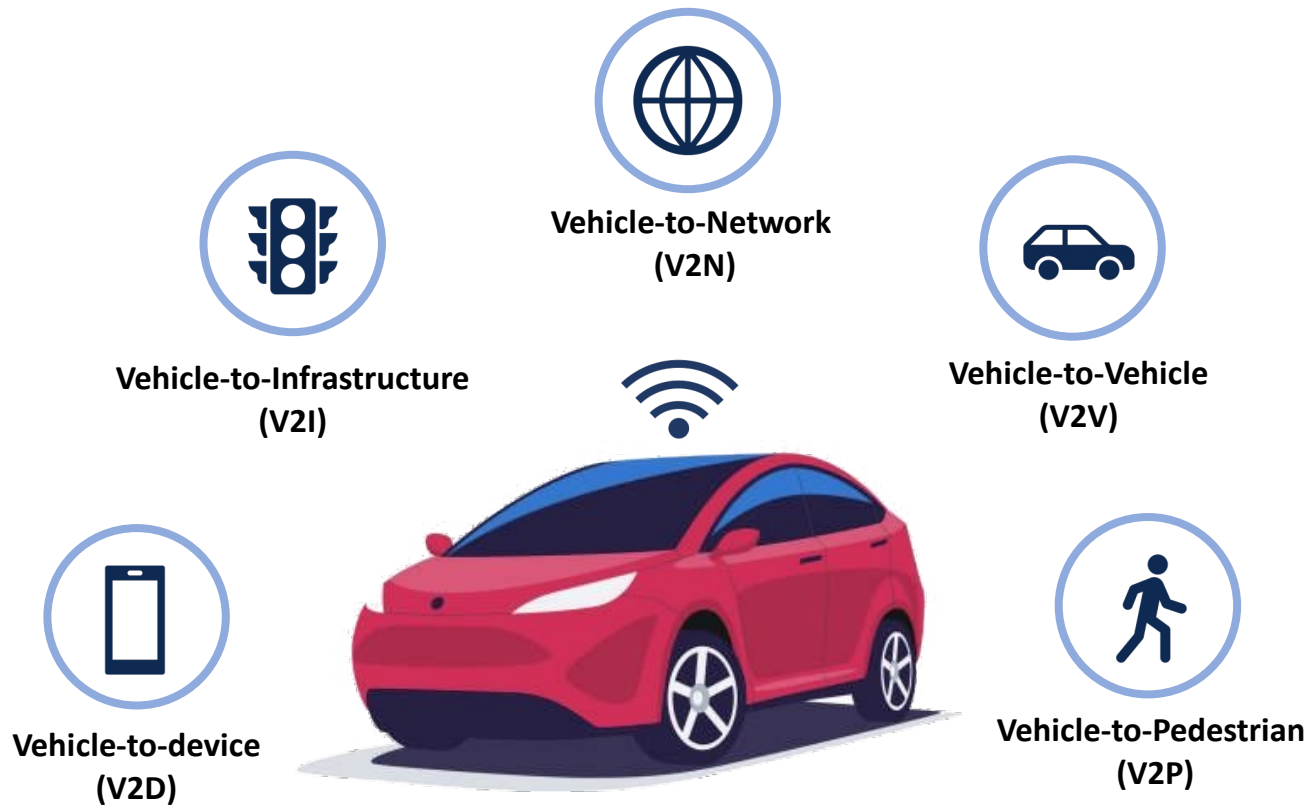 Vehicle-to-Network
(V2N)
Vehicle-to-Infrastructure
(V2I)
Vehicle-to-Vehicle
(V2V)
Vehicle-to-device
(V2D)
Vehicle-to-Pedestrian
(V2P)